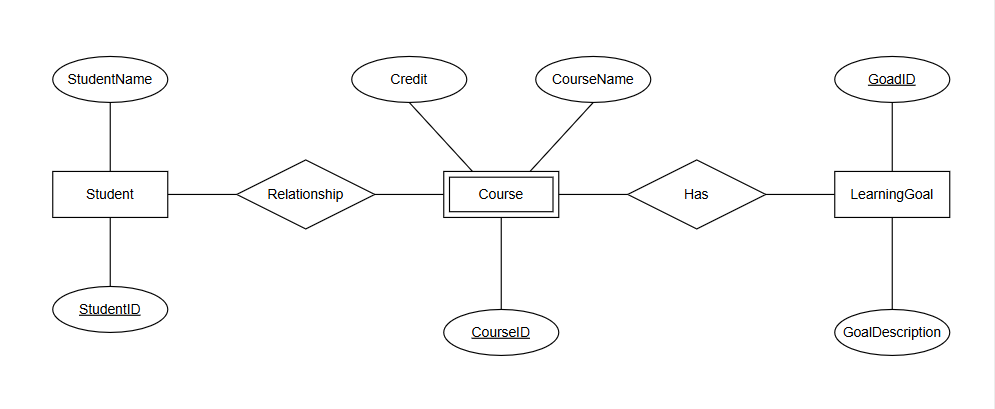 StudentName
Credit
CourseName
GoadID
Student
Relationship
Course
Has
LearningGoal
StudentID
CourseID
GoalDescription